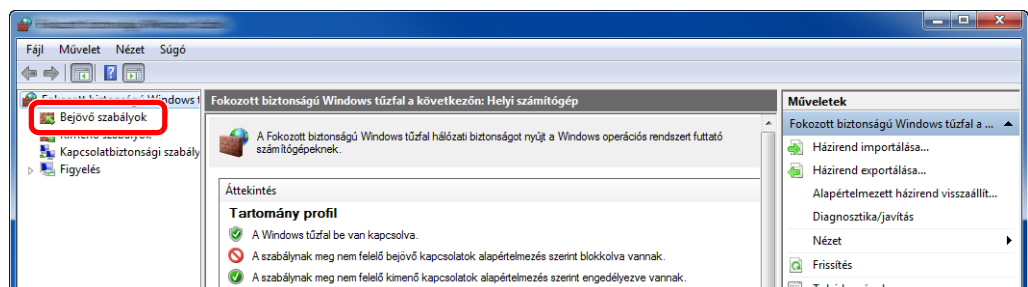 Fájl Művelet Nézet Súgó
Windows t
Bejövő szabályok
Kapcsolatbiztonsági szabály
Figyelés
Fokozott biztonságú Windows tűzfal a következőn: Helyi számítógép
A Fokozott biztonságú Windows tűzfal hálózati biztonságot nyújt a Windows operációs rendszert futtató
számítógépeknek.
Áttekintés
Tartomány profil
A Windows tűzfal be van kapcsolva.
A szabálynak meg nem felelő bejövő kapcsolatok alapértelmezés szerint blokkolva vannak.
A szabálynak meg nem felelő kimenő kapcsolatok alapértelmezés szerint engedélyezve vannak.
Műveletek
Fokozott biztonságú Windows tűzfal a ...
Házirend importálása...
Házirend exportálása...
Alapértelmezett házirend visszaállít...
Diagnosztika/javítás
Nézet
Frissítés